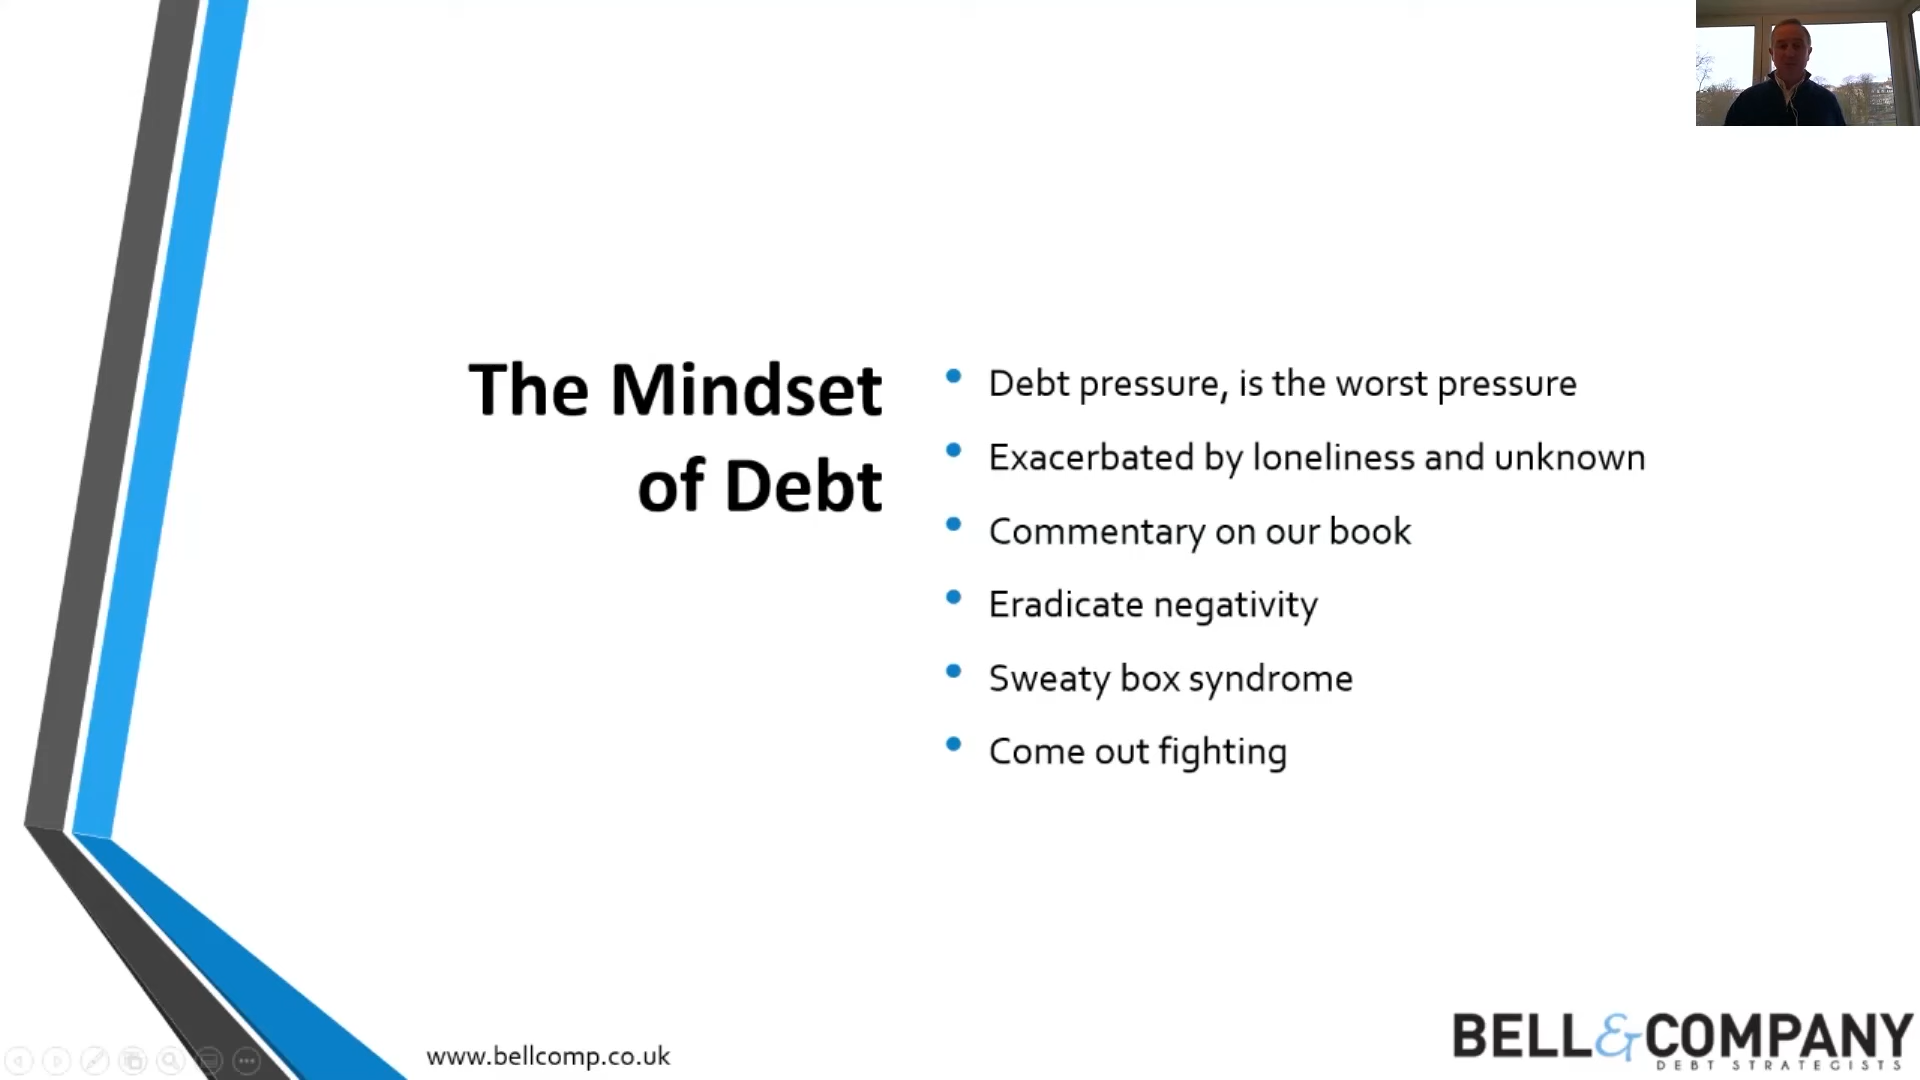 The Mindset
of Debt
Debt pressure, is the worst pressure
Exacerbated by loneliness and unknown
Commentary on our book
Eradicate negativity
Sweaty box syndrome
Come out fighting
www.bellcomp.co.uk
BELL&COMPANY
DEBT STRATEGISTS